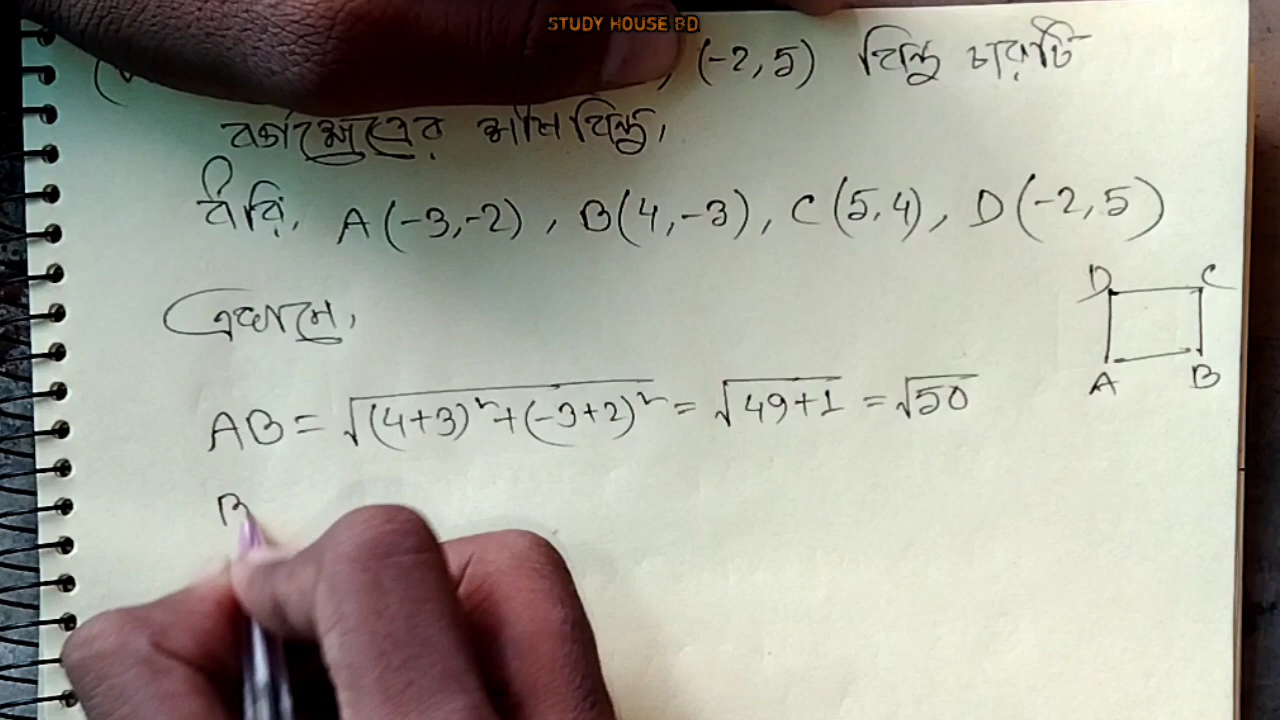 STUDY HOUSE BD
(-2, 5) বিন্দু চারটি
বর্গক্ষেত্রের শীর্ষবিন্দু,
ধরি, A(-3,-2), B(4,-3), C(5,4), D(-2,5)
এখানে,
D C
A B
AB = √(4+3)² + (-3+2)² = √49+1 = √50
B